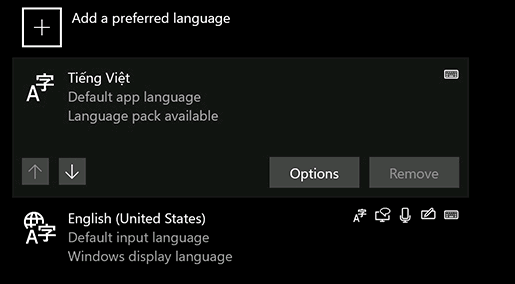 Add a preferred language
Tiếng Việt
Default app language
Language pack available
Options
Remove
English (United States)
Default input language
Windows display language